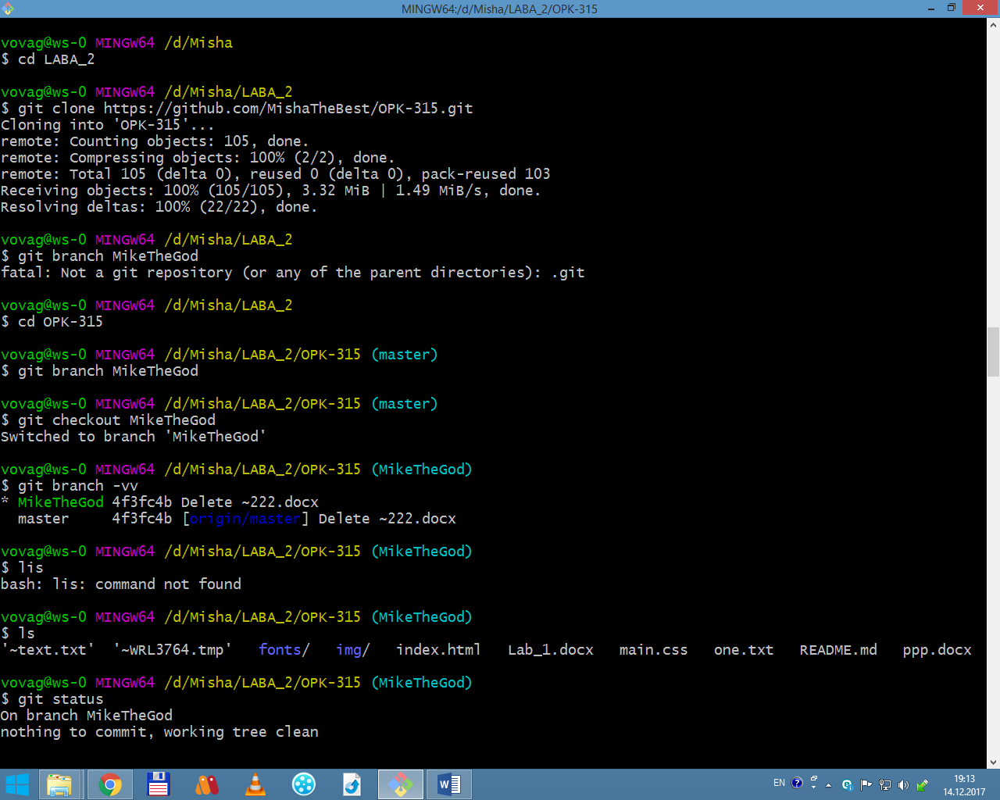 MINGW64:/d/Misha/LABA_2/OPK-315
vovag@ws-0 MINGW64 /d/Misha
$ cd LABA_2
vovag@ws-0 MINGW64 /d/Misha/LABA_2
$ git clone https://github.com/MishaTheBest/OPK-315.git
Cloning into 'OPK-315'...
remote: Counting objects: 105, done.
remote: Compressing objects: 100% (2/2), done.
remote: Total 105 (delta 0), reused 0 (delta 0), pack-reused 103
Receiving objects: 100% (105/105), 3.32 MiB | 1.49 MiB/s, done.
Resolving deltas: 100% (22/22), done.
vovag@ws-0 MINGW64 /d/Misha/LABA_2
$ git branch MikeTheGod
fatal: Not a git repository (or any of the parent directories): .git
vovag@ws-0 MINGW64 /d/Misha/LABA_2
$ cd OPK-315
vovag@ws-0 MINGW64 /d/Misha/LABA_2/OPK-315 (master)
$ git branch MikeTheGod
vovag@ws-0 MINGW64 /d/Misha/LABA_2/OPK-315 (master)
$ git checkout MikeTheGod
Switched to branch 'MikeTheGod'
vovag@ws-0 MINGW64 /d/Misha/LABA_2/OPK-315 (MikeTheGod)
$ git branch -vv
* MikeTheGod 4f3fc4b Delete ~222.docx
  master     4f3fc4b [origin/master] Delete ~222.docx
vovag@ws-0 MINGW64 /d/Misha/LABA_2/OPK-315 (MikeTheGod)
$ lis
bash: lis: command not found
vovag@ws-0 MINGW64 /d/Misha/LABA_2/OPK-315 (MikeTheGod)
$ ls
'~text.txt'  '~WRL3764.tmp'   fonts/   img/   index.html   Lab_1.docx   main.css   one.txt   README.md   ppp.docx
vovag@ws-0 MINGW64 /d/Misha/LABA_2/OPK-315 (MikeTheGod)
$ git status
On branch MikeTheGod
nothing to commit, working tree clean
EN
19:13
14.12.2017